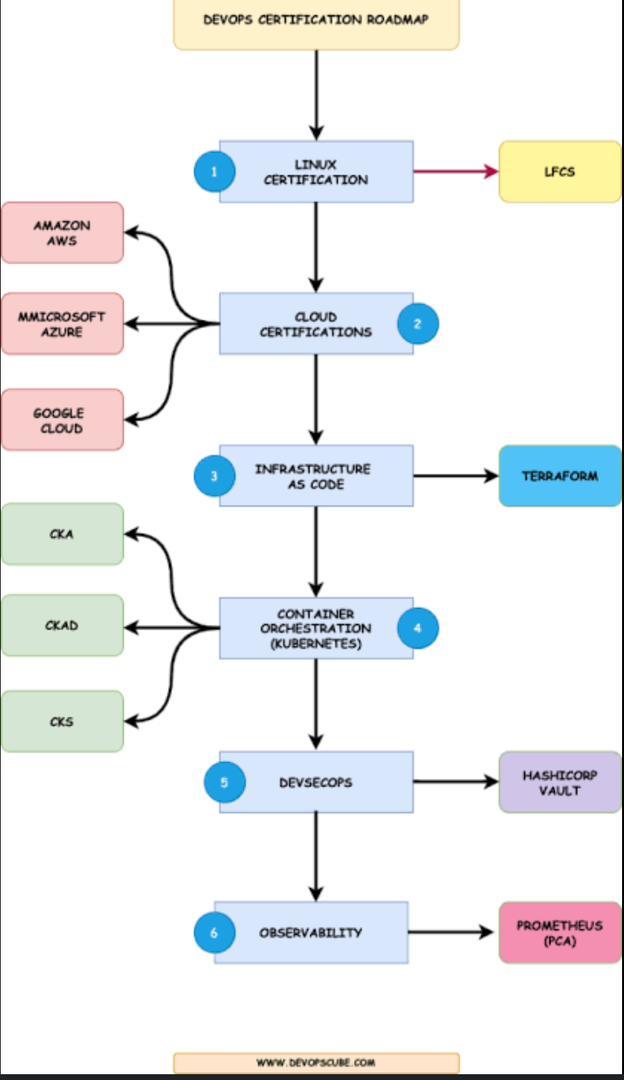 DEVOPS CERTIFICATION ROADMAP
1
LINUX
CERTIFICATION
LFCS
AMAZON
AWS
MMICROSOFT
AZURE
GOOGLE
CLOUD
CLOUD
CERTIFICATIONS
2
3
INFRASTRUCTURE
AS CODE
TERRAFORM
CKA
CKAD
CKS
CONTAINER
ORCHESTRATION
(KUBERNETES)
4
5
DEVSECOPS
HASHICORP
VAULT
6
OBSERVABILITY
PROMETHEUS
(PCA)
WWW.DEVOPSCUBE.COM